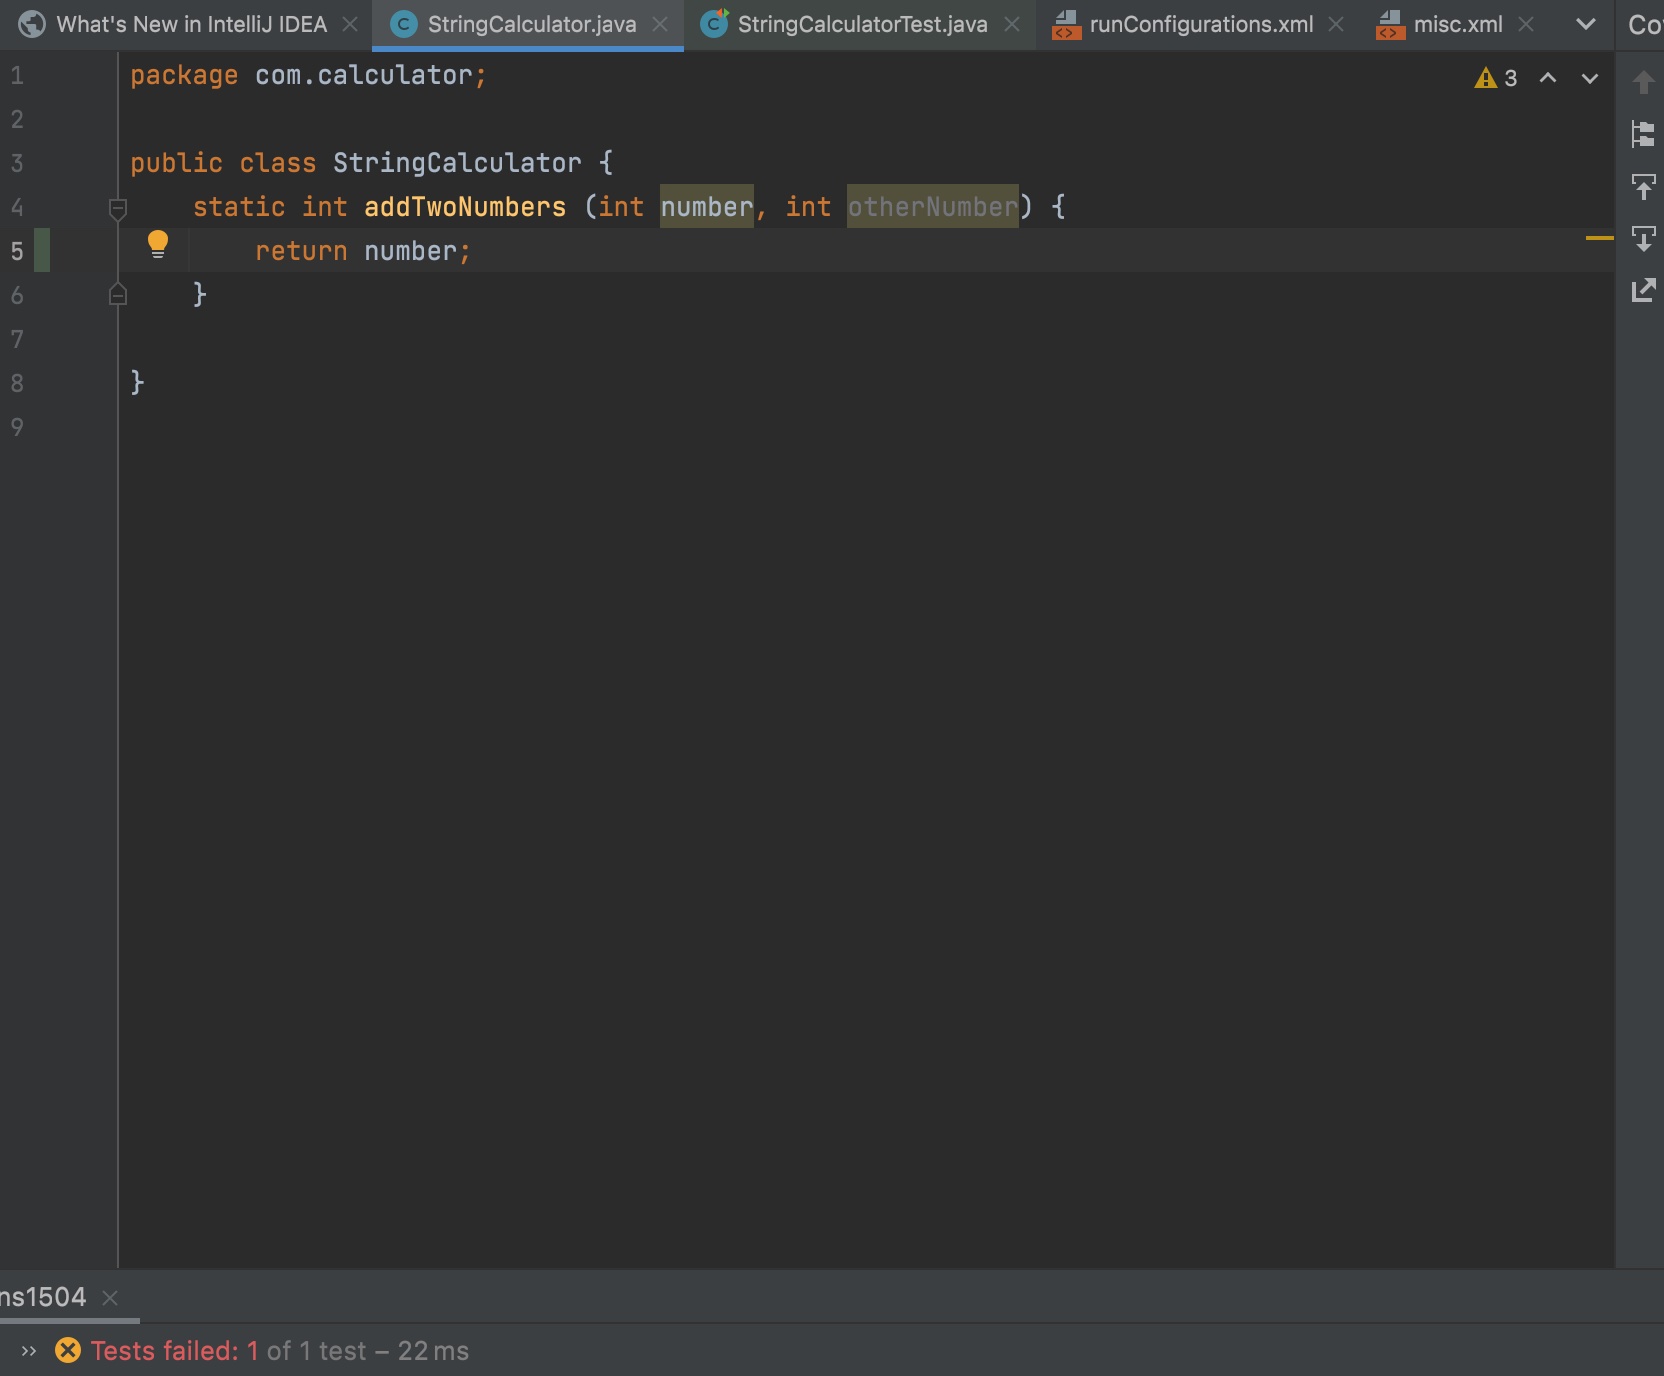 What's New in IntelliJ IDEA StringCalculator.java StringCalculatorTest.java runConfigurations.xml misc.xml
3
1 package com.calculator;
2
3 public class StringCalculator {
4 static int addTwoNumbers (int number, int otherNumber) {
5 return number;
6 }
7
8 }
9
ns1504
Tests failed: 1 of 1 test – 22 ms